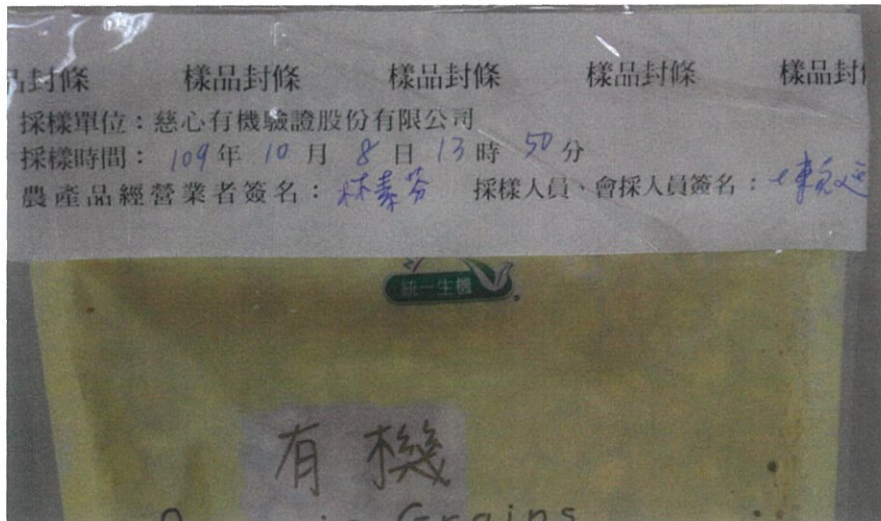 品封條 樣品封條 樣品封條 樣品封條 樣品封
採樣單位：慈心有機驗證股份有限公司
採樣時間：109年10月8日13時50分
農產品經營業者簽名：林 芬 採樣人員、會採人員簽名：
統一生機
有機
Grains